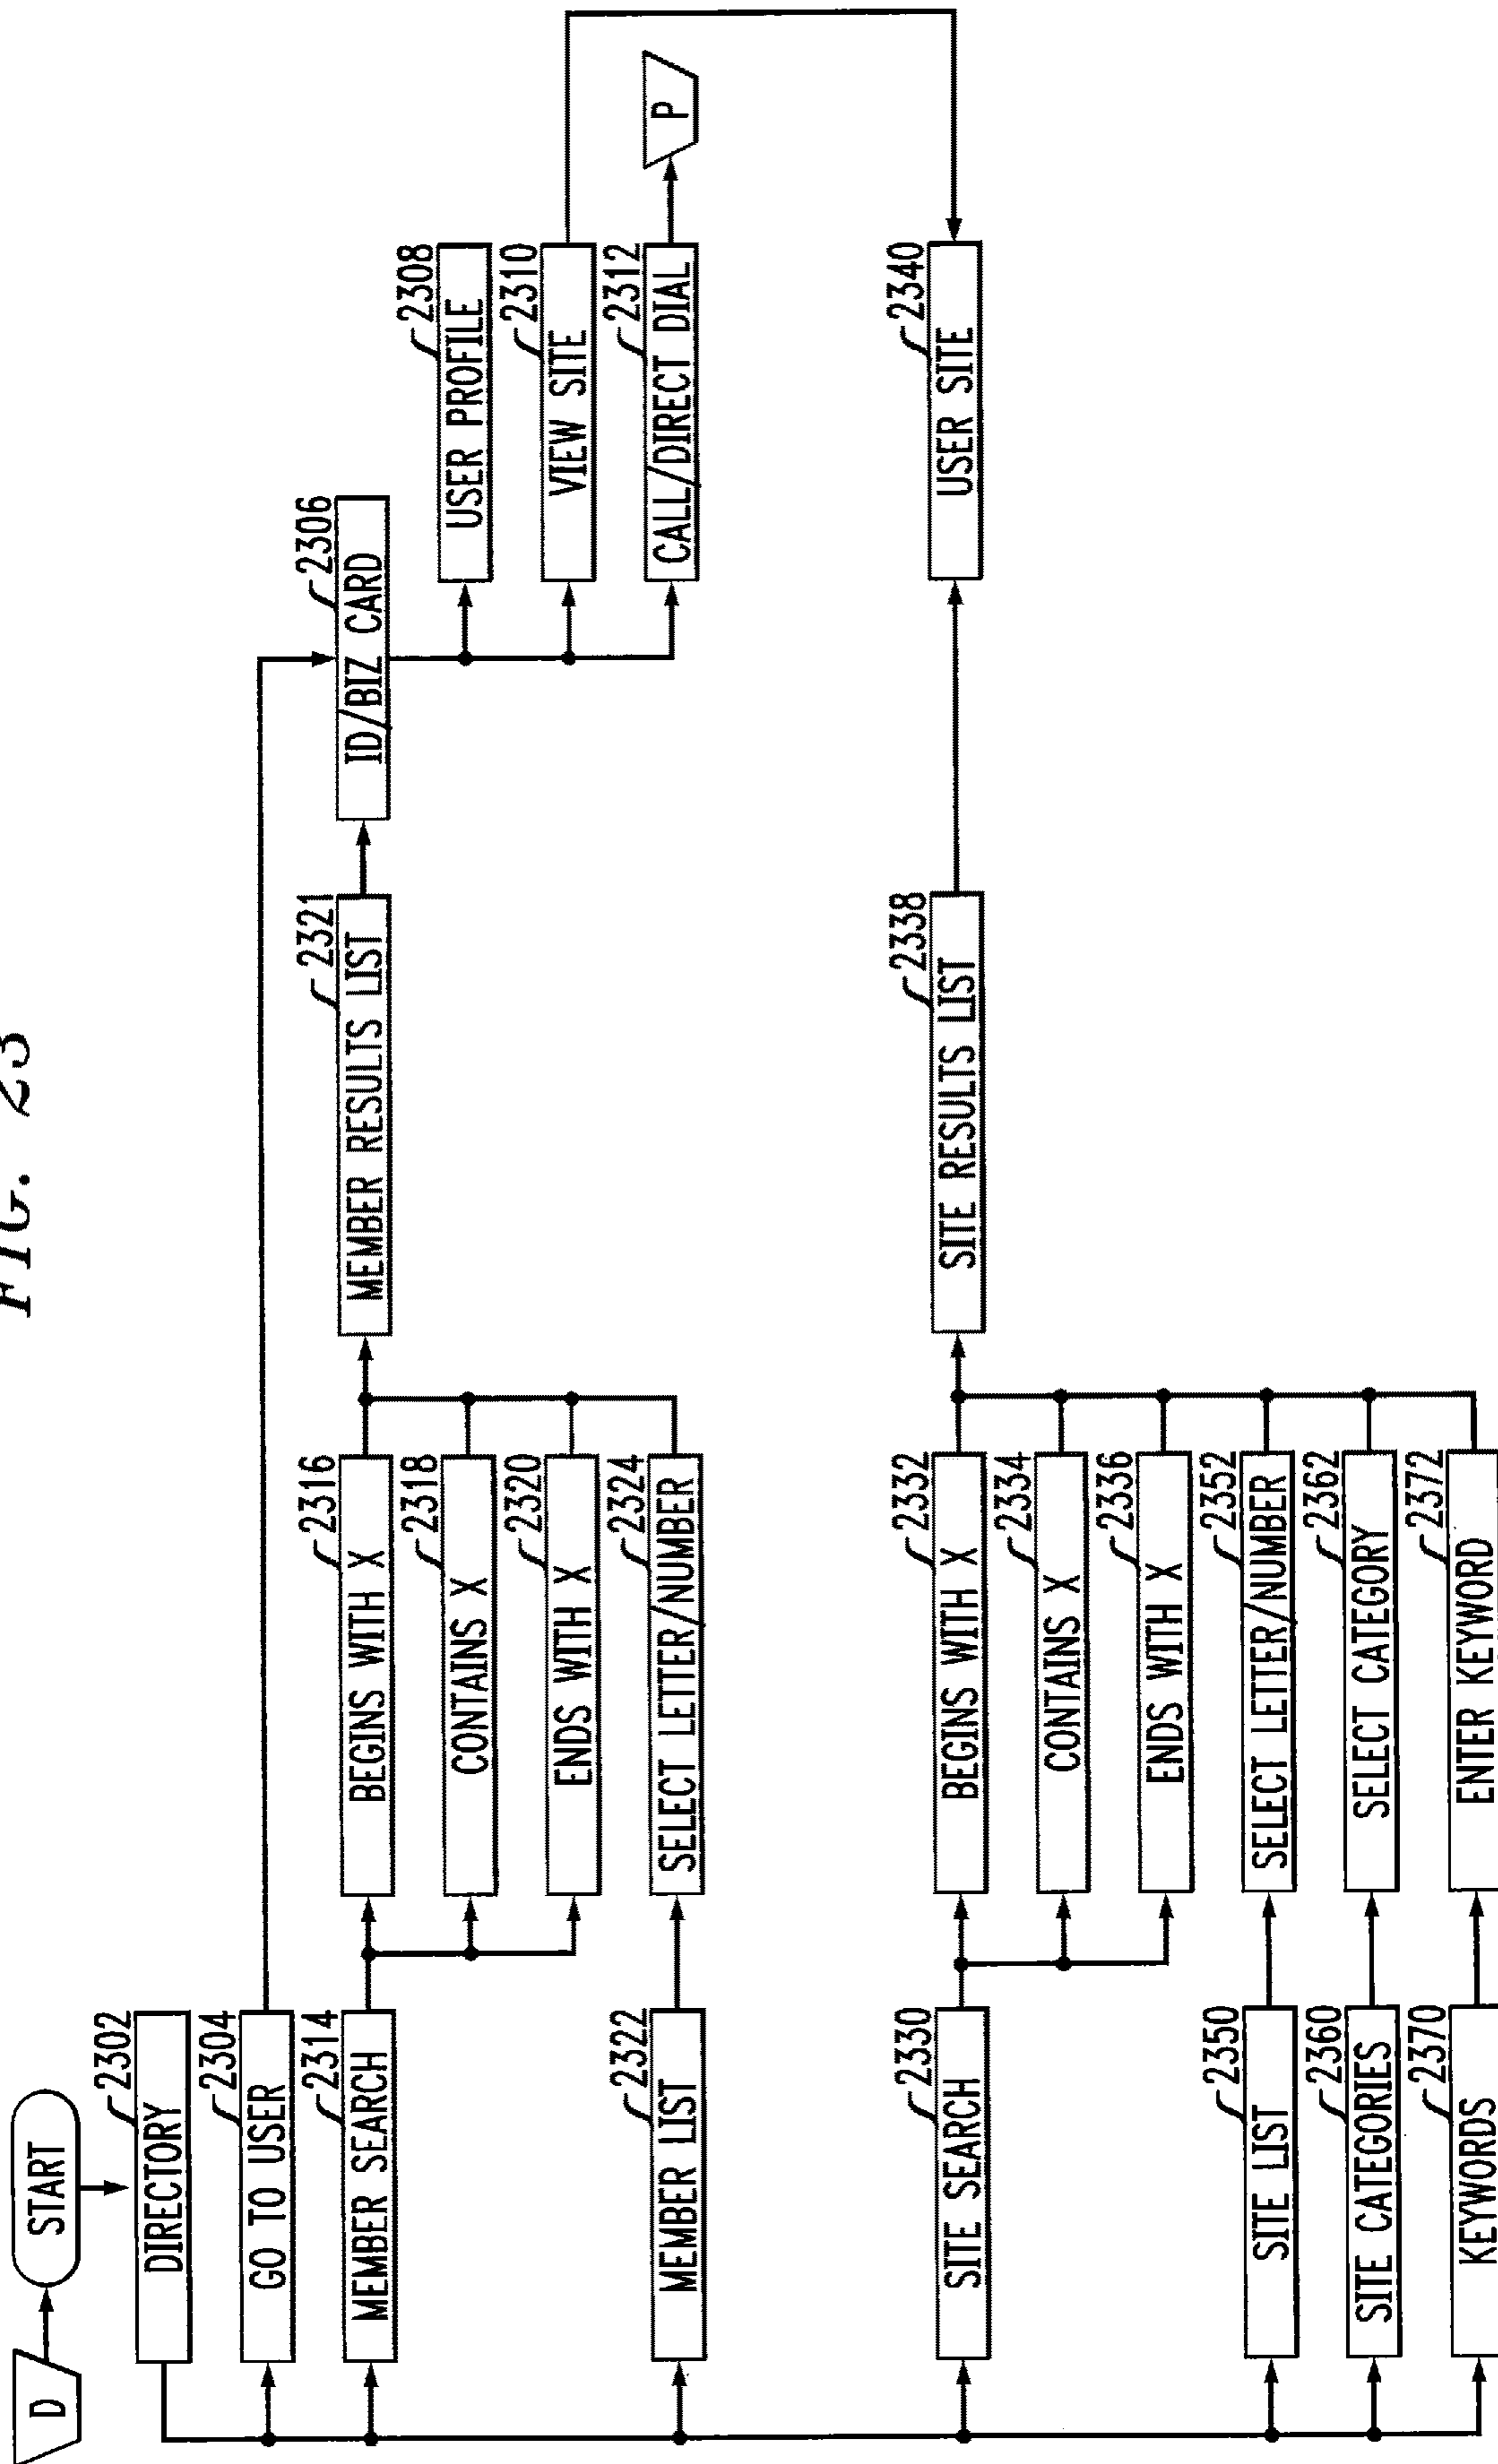 FIG. 23
D
START
DIRECTORY 2302
GO TO USER 2304
MEMBER SEARCH 2314
BEGINS WITH X 2316
CONTAINS X 2318
ENDS WITH X 2320
MEMBER LIST 2322
SELECT LETTER/NUMBER 2324
MEMBER RESULTS LIST 2321
ID/BIZ CARD 2306
USER PROFILE 2308
VIEW SITE 2310
CALL/DIRECT DIAL 2312
P
SITE SEARCH 2330
BEGINS WITH X 2332
CONTAINS X 2334
ENDS WITH X 2336
SITE LIST 2350
SELECT LETTER/NUMBER 2352
SITE CATEGORIES 2360
SELECT CATEGORY 2362
KEYWORDS 2370
ENTER KEYWORD 2372
SITE RESULTS LIST 2338
USER SITE 2340